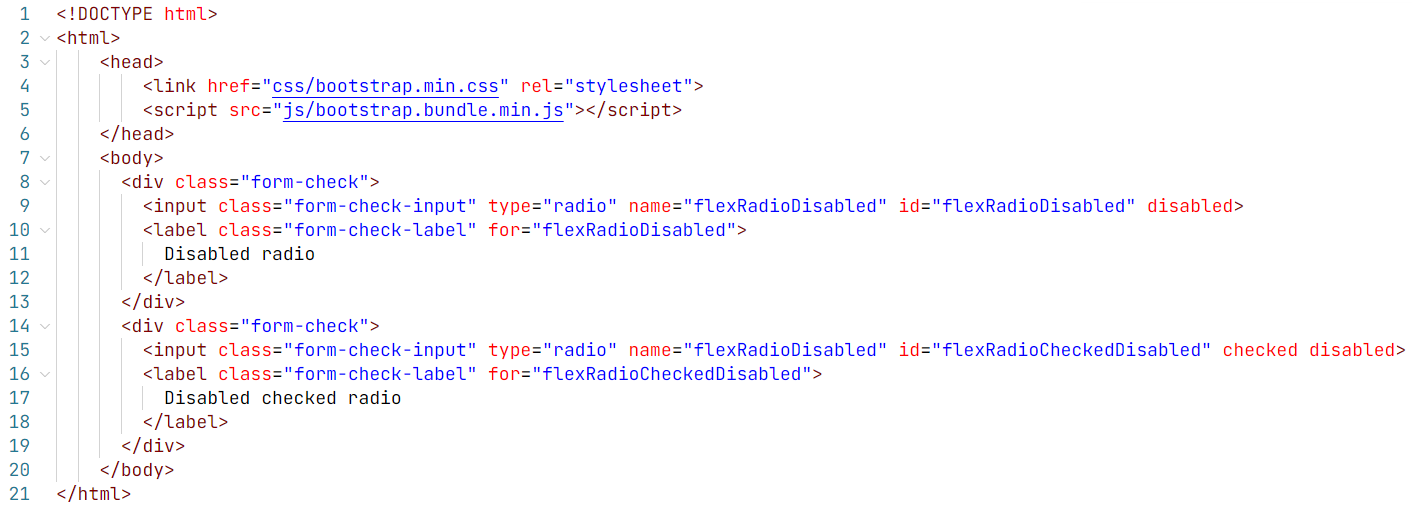 1 <!DOCTYPE html>
2 <html>
3 <head>
4 <link href="css/bootstrap.min.css" rel="stylesheet">
5 <script src="js/bootstrap.bundle.min.js"></script>
6 </head>
7 <body>
8 <div class="form-check">
9 <input class="form-check-input" type="radio" name="flexRadioDisabled" id="flexRadioDisabled" disabled>
10 <label class="form-check-label" for="flexRadioDisabled">
11 Disabled radio
12 </label>
13 </div>
14 <div class="form-check">
15 <input class="form-check-input" type="radio" name="flexRadioDisabled" id="flexRadioCheckedDisabled" checked disabled>
16 <label class="form-check-label" for="flexRadioCheckedDisabled">
17 Disabled checked radio
18 </label>
19 </div>
20 </body>
21 </html>